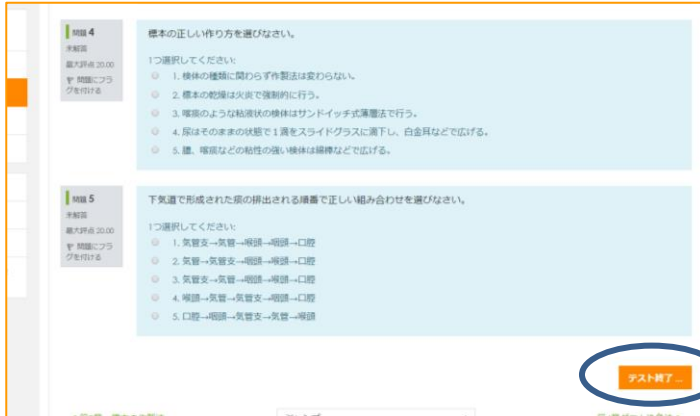 問題 4
未解答
最大評点 20.00
問題にフラ
グを付ける
標本の正しい作り方を選びなさい。
1つ選択してください:
1. 検体の種類に関わらず作製法は変わらない。
2. 標本の乾燥は火炎で強制的に行う。
3. 喀痰のような粘液状の検体はサンドイッチ式薄層法で行う。
4. 尿はそのままの状態で1滴をスライドグラスに滴下し、白金耳などで広げる。
5. 膿、喀痰などの粘性の強い検体は綿棒などで広げる。
問題 5
未解答
最大評点 20.00
問題にフラ
グを付ける
下気道で形成された痰の排出される順番で正しい組み合わせを選びなさい。
1つ選択してください:
1. 気管支→気管→喉頭→咽頭→口腔
2. 気管→気管支→咽頭→喉頭→口腔
3. 気管支→気管→咽頭→喉頭→口腔
4. 喉頭→気管→気管支→咽頭→口腔
5. 口腔→咽頭→気管支→気管→喉頭
テスト終了 ...